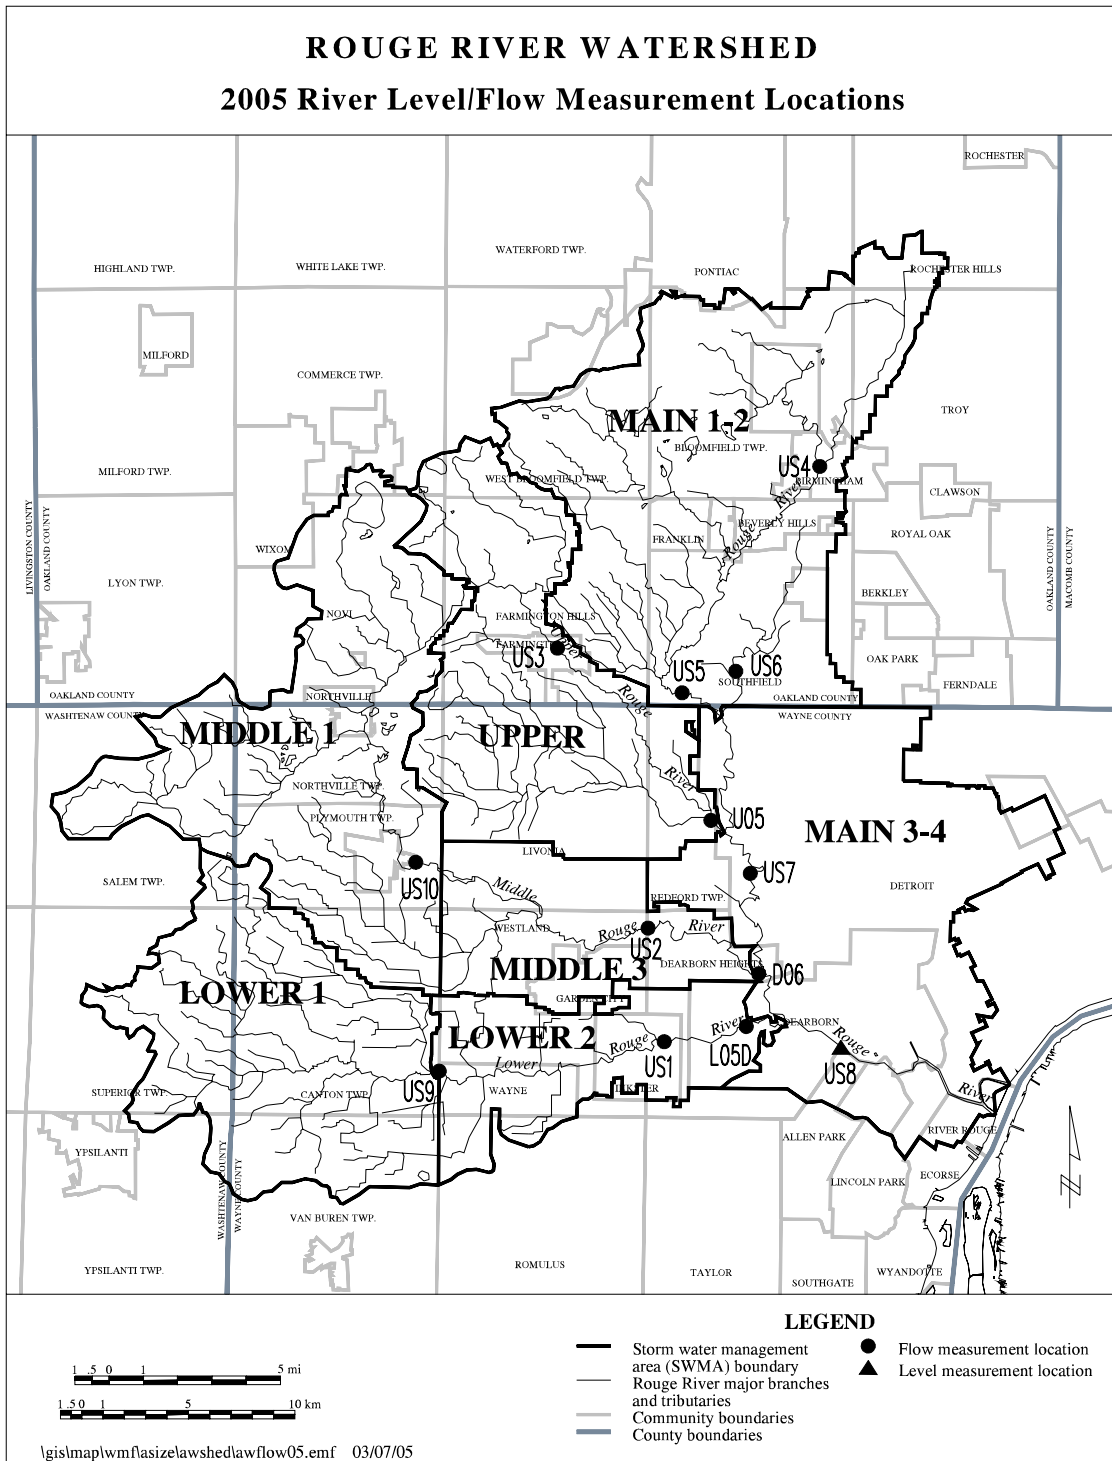 ROUGE RIVER WATERSHED
2005 River Level/Flow Measurement Locations
ROCHESTER
HIGHLAND TWP.
WHITE LAKE TWP.
WATERFORD TWP.
PONTIAC
ROCHESTER HILLS
MILFORD
COMMERCE TWP.
TROY
MAIN 1-2
BLOOMFIELD TWP.
MILFORD TWP.
WEST BLOOMFIELD TWP.
US4
BIRMINGHAM
CLAWSON
River
BEVERLY HILLS
ROYAL OAK
FRANKLIN
Rouge
LIVINGSTON COUNTY
OAKLAND COUNTY
OAKLAND COUNTY
MACOMB COUNTY
WIXOM
LYON TWP.
BERKLEY
NOVI
FARMINGTON HILLS
FARMINGTON
Upper
US3
OAK PARK
US5
US6
SOUTHFIELD
FERNDALE
OAKLAND COUNTY
NORTHVILLE
Rouge
OAKLAND COUNTY
WASHTENAW COUNTY
WAYNE COUNTY
MIDDLE 1
UPPER
River
NORTHVILLE TWP.
PLYMOUTH TWP.
U05
MAIN 3-4
LIVONIA
US7
SALEM TWP.
US10
Middle
DETROIT
REDFORD TWP.
WESTLAND
Rouge
River
US2
MIDDLE 3
DEARBORN HEIGHTS
D06
LOWER 1
GARDEN CITY
LOWER 2
Rouge
River
DEARBORN
US1
L05D
Rouge
US8
Lower
US9
SUPERIOR TWP.
CANTON TWP.
WAYNE
INKSTER
River
ALLEN PARK
RIVER ROUGE
YPSILANTI
WASHTENAW COUNTY
WAYNE COUNTY
LINCOLN PARK
ECORSE
VAN BUREN TWP.
YPSILANTI TWP.
ROMULUS
TAYLOR
SOUTHGATE
WYANDOTTE
LEGEND
Storm water management
area (SWMA) boundary
Rouge River major branches
and tributaries
Community boundaries
County boundaries
Flow measurement location
Level measurement location
1 .5 0 1 5 mi
1.5 0 1 5 10 km
\gis\map\wmf\asize\awshed\awflow05.emf 03/07/05